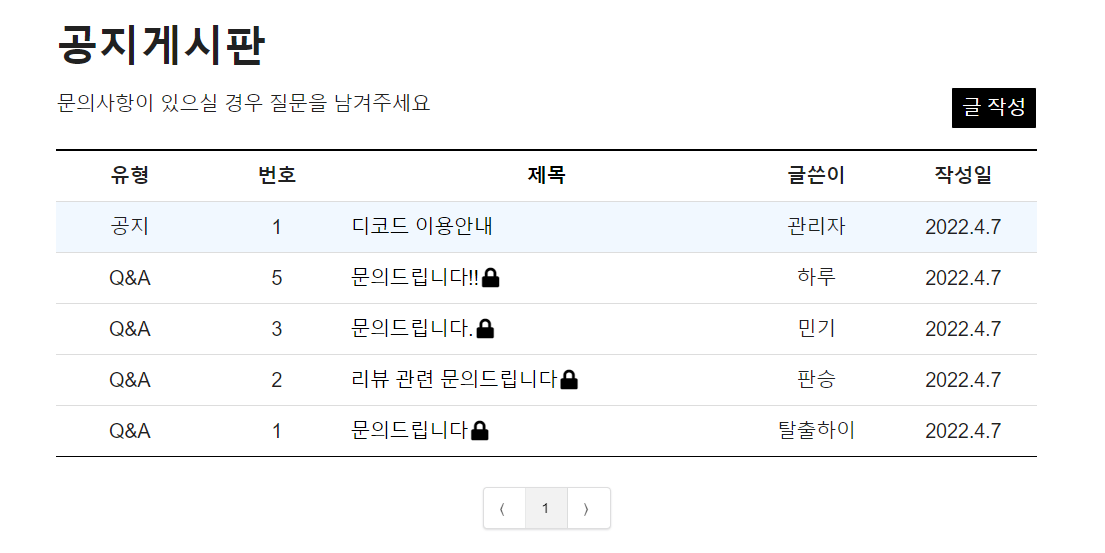 공지게시판
문의사항이 있으실 경우 질문을 남겨주세요
글 작성
유형 번호 제목 글쓴이 작성일
공지 1 디코드 이용안내 관리자 2022.4.7
Q&A 5 문의드립니다!! 하루 2022.4.7
Q&A 3 문의드립니다. 민기 2022.4.7
Q&A 2 리뷰 관련 문의드립니다 판승 2022.4.7
Q&A 1 문의드립니다 탈출하이 2022.4.7
〈 1 〉